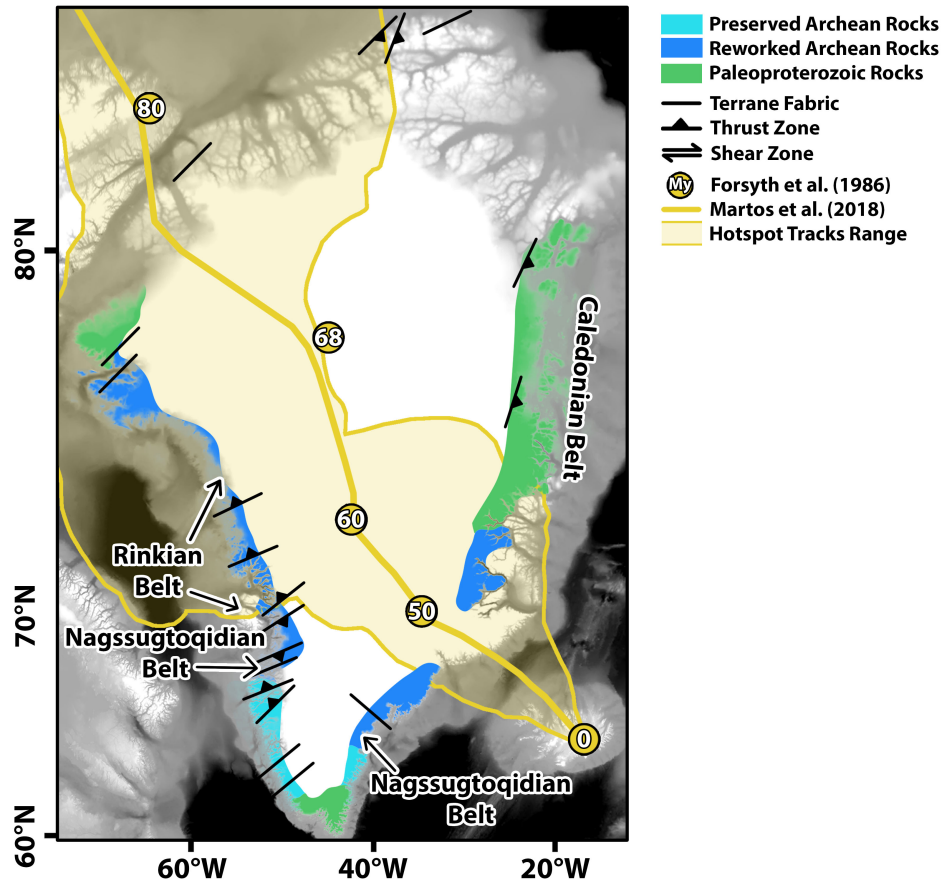 Preserved Archean Rocks
Reworked Archean Rocks
Paleoproterozoic Rocks
Terrane Fabric
Thrust Zone
Shear Zone
My
Forsyth et al. (1986)
Martos et al. (2018)
Hotspot Tracks Range
80
80°N
68
Caledonian Belt
60
Rinkian
Belt
50
70°N
Nagssugtoqidian
Belt
0
Nagssugtoqidian
Belt
60°N
60°W
40°W
20°W